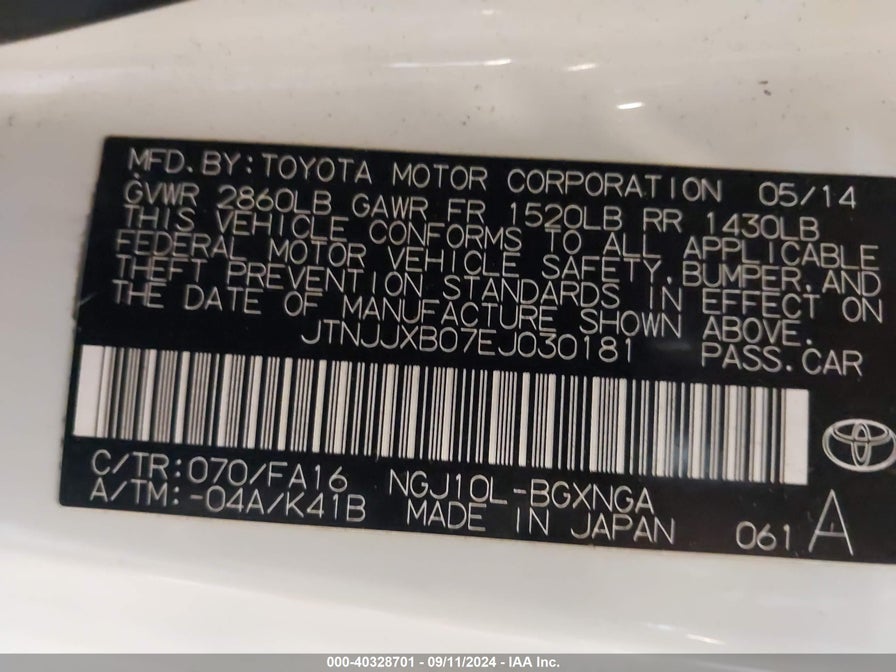 MFD.BY:TOYOTA MOTOR CORPORATION 05/14
GVWR 2860LB GAWR FR 1520LB RR 1430LB
THIS VEHICLE CONFORMS TO ALL APPLICABLE
FEDERAL MOTOR VEHICLE SAFETY,BUMPER,AND
THEFT PREVENTION STANDARDS IN EFFECT ON
THE DATE OF MANUFACTURE SHOWN ABOVE.
JTNJJXB07EJ030181 PASS.CAR
C/TR:070/FA16 NGJ10L-BGXNGA
A/TM:-04A/K41B MADE IN JAPAN 061 A
000-40328701 - 09/11/2024 - IAA Inc.